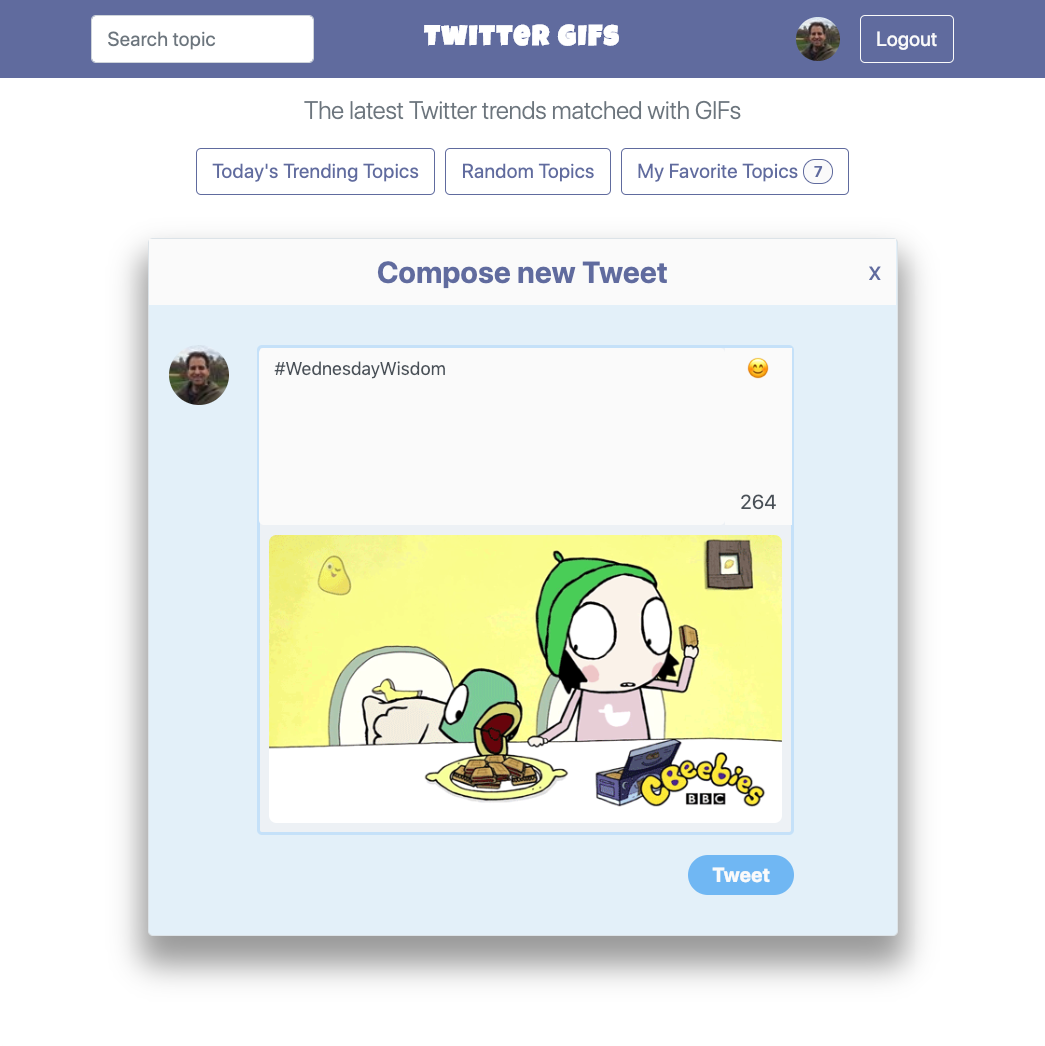 Search topic
TWITTER GIFS
Logout
The latest Twitter trends matched with GIFs
Today's Trending Topics
Random Topics
My Favorite Topics 7
Compose new Tweet
X
#WednesdayWisdom
264
CBeebies
BBC
Tweet